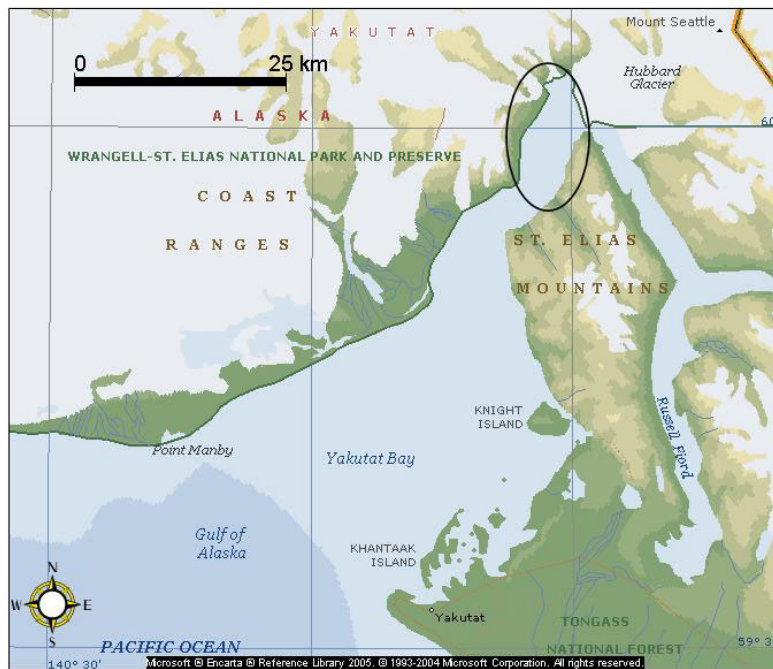 YAKUTAT
Mount Seattle
0 25 km
Hubbard
Glacier
ALASKA
60
WRANGELL-ST. ELIAS NATIONAL PARK AND PRESERVE
COAST
RANGES
ST. ELIAS
MOUNTAINS
KNIGHT
ISLAND
Russell Fiord
Point Manby
Yakutat Bay
Gulf of
Alaska
KHANTAAK
ISLAND
N
W E
S
Yakutat
TONGASS
NATIONAL FOREST
59° 3
PACIFIC OCEAN
140° 30'
Microsoft ® Encarta ® Reference Library 2005. © 1993-2004 Microsoft Corporation. All rights reserved.